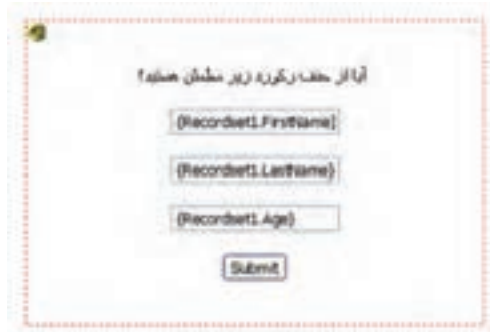 آیا از حذف رکورد زیر مطمئن هستید؟
{Recordset1.FirstName}
{Recordset1.LastName}
{Recordset1.Age}
Submit